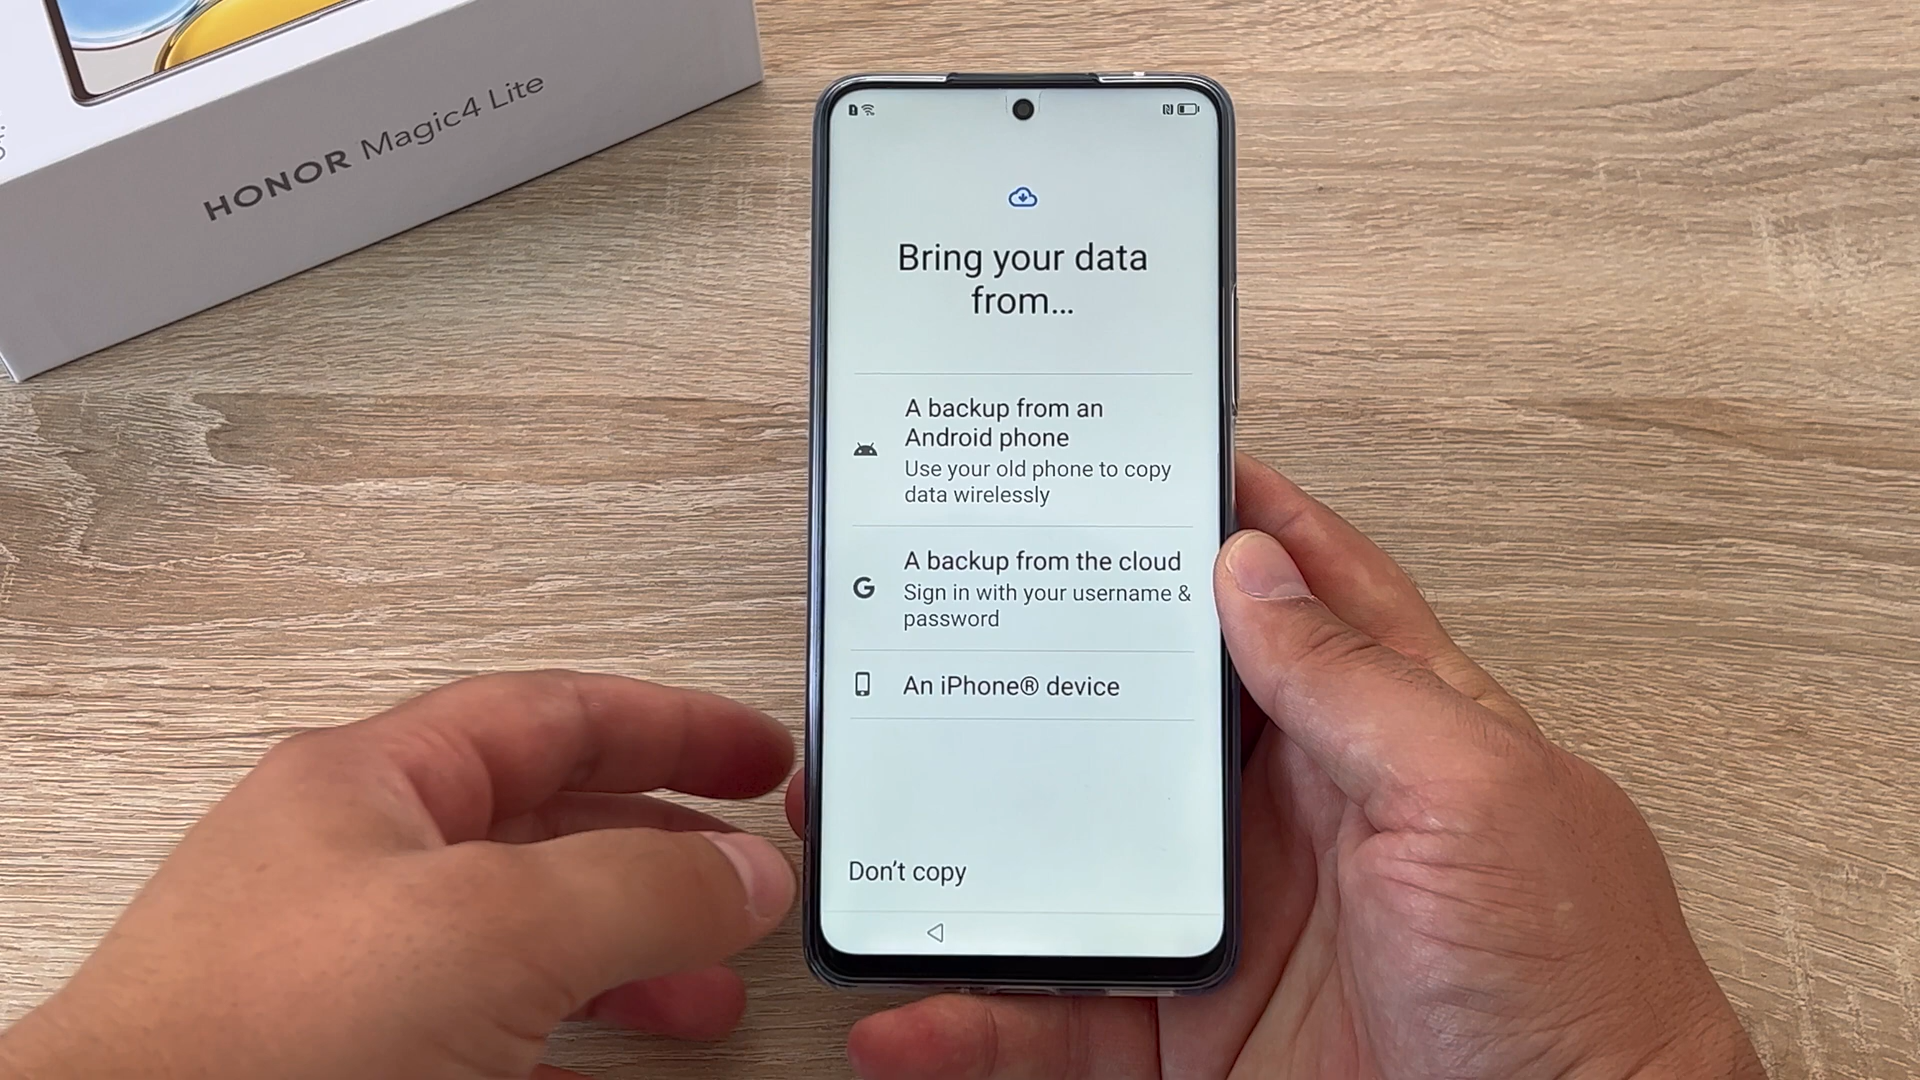 HONOR Magic4 Lite
Bring your data
from...
A backup from an
Android phone
Use your old phone to copy
data wirelessly
A backup from the cloud
Sign in with your username &
password
An iPhone® device
Don't copy